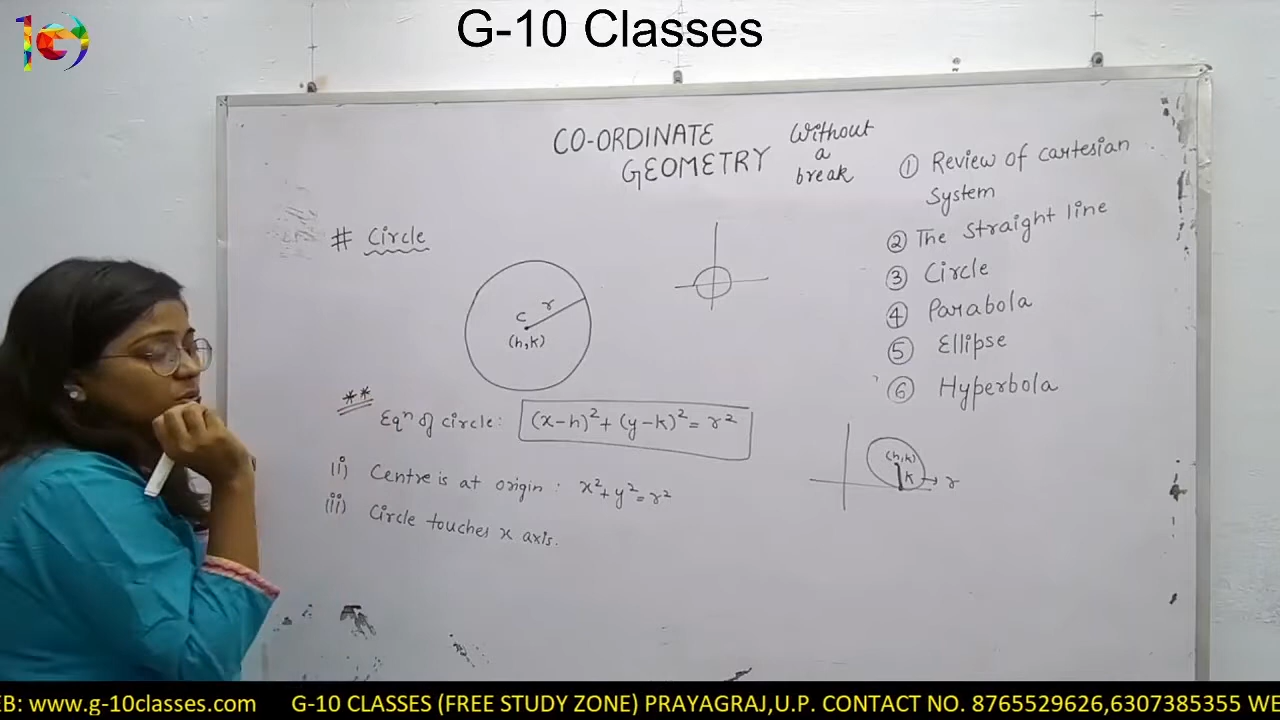 G-10 Classes
CO-ORDINATE
GEOMETRY
Without
a
break
① Review of cartesian
System
② The straight line
③ Circle
④ Parabola
⑤ Ellipse
⑥ Hyperbola
# Circle
r
C
(h,k)
** Eqⁿ of circle: (x-h)²+(y-k)²=r²
(i) Centre is at origin : x²+y²=r²
(ii) Circle touches x axis.
(h,k)
k → r
EB: www.g-10classes.com G-10 CLASSES (FREE STUDY ZONE) PRAYAGRAJ,U.P. CONTACT NO. 8765529626,6307385355 WE